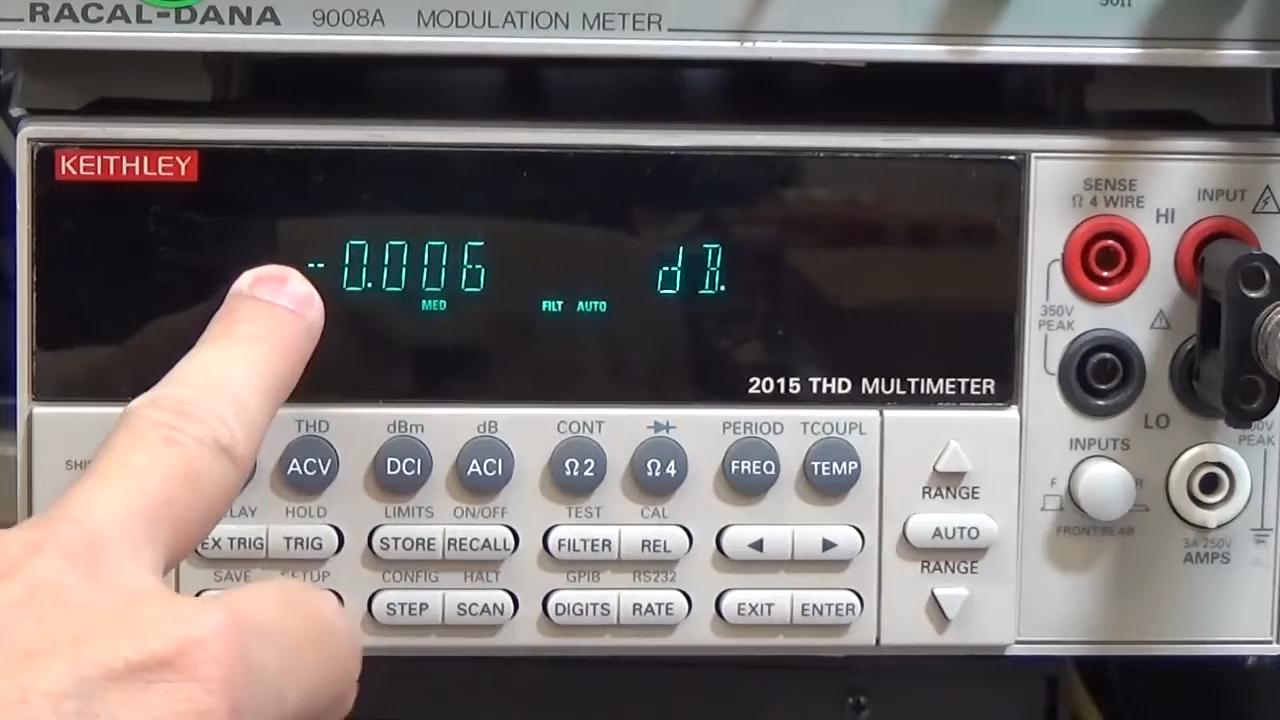 RACAL-DANA 9008A MODULATION METER
KEITHLEY
-0.006 dB
MED FILT AUTO
2015 THD MULTIMETER
SENSE
Ω 4 WIRE
HI
INPUT
350V
PEAK
LO
INPUTS
F
R
FRONT/REAR
PEAK
3A 250V
AMPS
THD dBm dB CONT PERIOD TCOUPL
ACV DCI ACI Ω2 Ω4 FREQ TEMP
HOLD LIMITS ON/OFF TEST CAL
EX TRIG TRIG STORE RECALL FILTER REL
SAVE SETUP CONFIG HALT GPIB RS232
STEP SCAN DIGITS RATE EXIT ENTER
RANGE
AUTO
RANGE